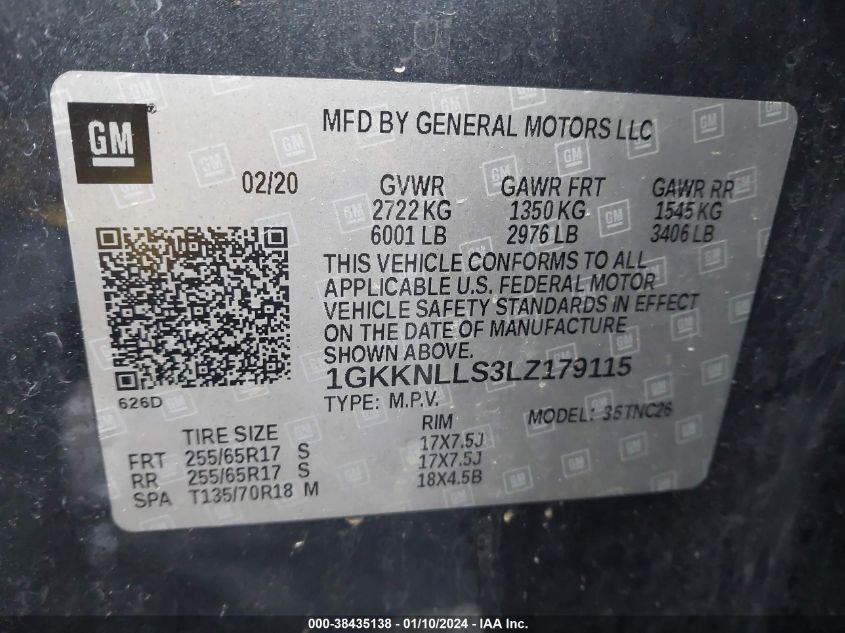 GM
MFD BY GENERAL MOTORS LLC
02/20 GVWR GAWR FRT GAWR RR
2722 KG 1350 KG 1545 KG
6001 LB 2976 LB 3406 LB
THIS VEHICLE CONFORMS TO ALL
APPLICABLE U.S. FEDERAL MOTOR
VEHICLE SAFETY STANDARDS IN EFFECT
ON THE DATE OF MANUFACTURE
SHOWN ABOVE.
1GKKNLLS3LZ179115
626D
TYPE: M.P.V. MODEL: 35TNC26
TIRE SIZE RIM
FRT 255/65R17 S 17X7.5J
RR 255/65R17 S 17X7.5J
SPA T135/70R18 M 18X4.5B
000-38435138 - 01/10/2024 - IAA Inc.